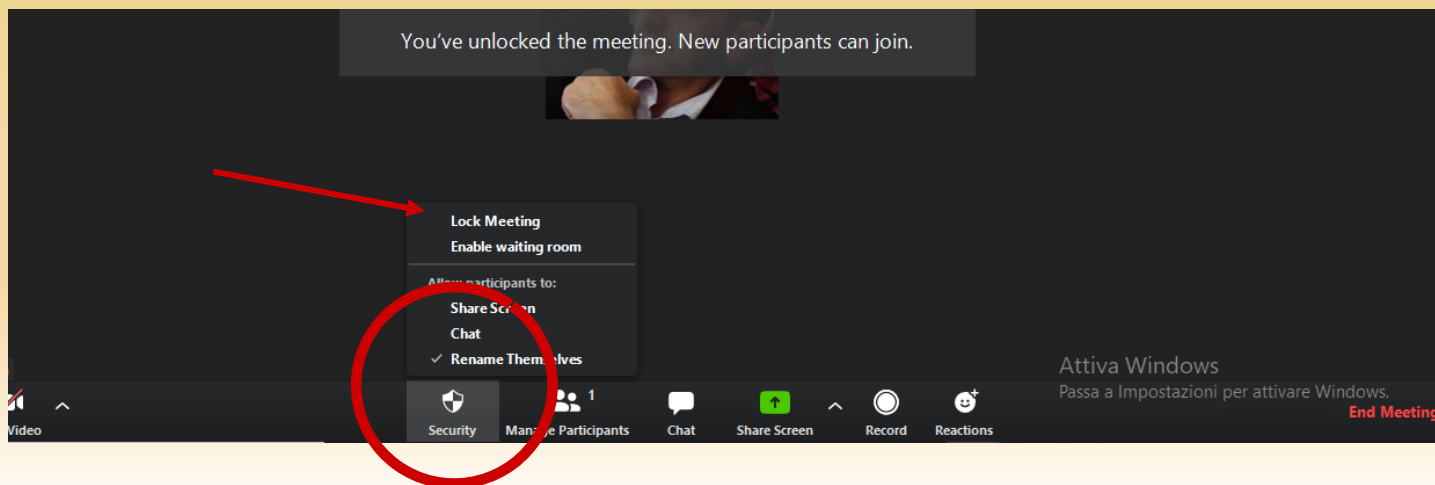 You've unlocked the meeting. New participants can join.
Lock Meeting
Enable waiting room
Allow participants to:
Share Screen
Chat
✓ Rename Themselves
Attiva Windows
Passa a Impostazioni per attivare Windows.
End Meeting
Video
Security
1
Manage Participants
Chat
Share Screen
Record
Reactions